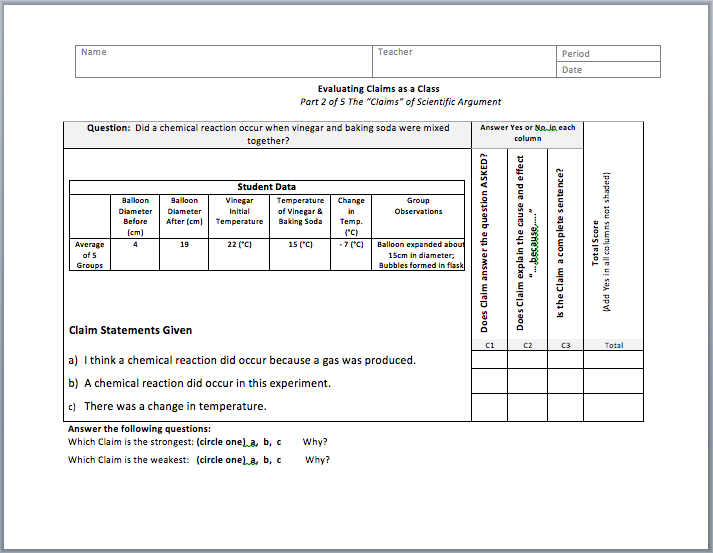 Name
Teacher
Period
Date
Evaluating Claims as a Class
Part 2 of 5 The "Claims" of Scientific Argument
Question: Did a chemical reaction occur when vinegar and baking soda were mixed
together?
Answer Yes or No in each
column
Does Claim answer the question ASKED?
Does Claim explain the cause and effect
"...because....."
Is the Claim a complete sentence?
Total Score
(Add Yes in all columns not shaded)
Student Data
Balloon
Diameter
Before
(cm)
Balloon
Diameter
After (cm)
Vinegar
Initial
Temperature
Temperature
of Vinegar &
Baking Soda
Change
in
Temp.
(°C)
Group
Observations
Average
of 5
Groups
4
19
22 (°C)
15 (°C)
- 7 (°C)
Balloon expanded about
15cm in diameter;
Bubbles formed in flask
C1
C2
C3
Total
Claim Statements Given
a) I think a chemical reaction did occur because a gas was produced.
b) A chemical reaction did occur in this experiment.
c) There was a change in temperature.
Answer the following questions:
Which Claim is the strongest: (circle one) a, b, c Why?
Which Claim is the weakest: (circle one) a, b, c Why?